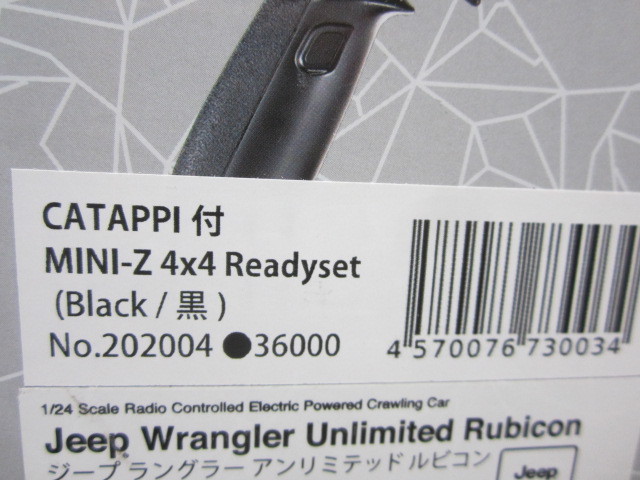 CATAPPI 付
MINI-Z 4x4 Readyset
(Black / 黒)
No.202004 ●36000
4 570076 730034
1/24 Scale Radio Controlled Electric Powered Crawling Car
Jeep Wrangler Unlimited Rubicon
ジープ ラングラー アンリミテッド ルビコン
Jeep